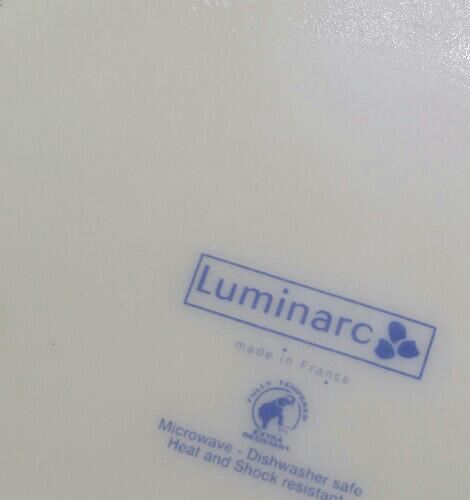 Luminarc
made in France
FULLY TEMPERED
EXTRA
RESISTANT
Microwave - Dishwasher safe
Heat and Shock resistant